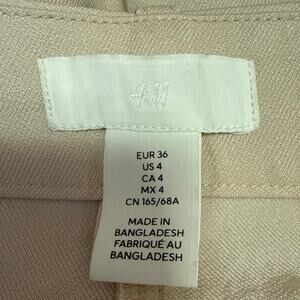 H&M
EUR 36
US 4
CA 4
MX 4
CN 165/68A
MADE IN
BANGLADESH
FABRIQUÉ AU
BANGLADESH